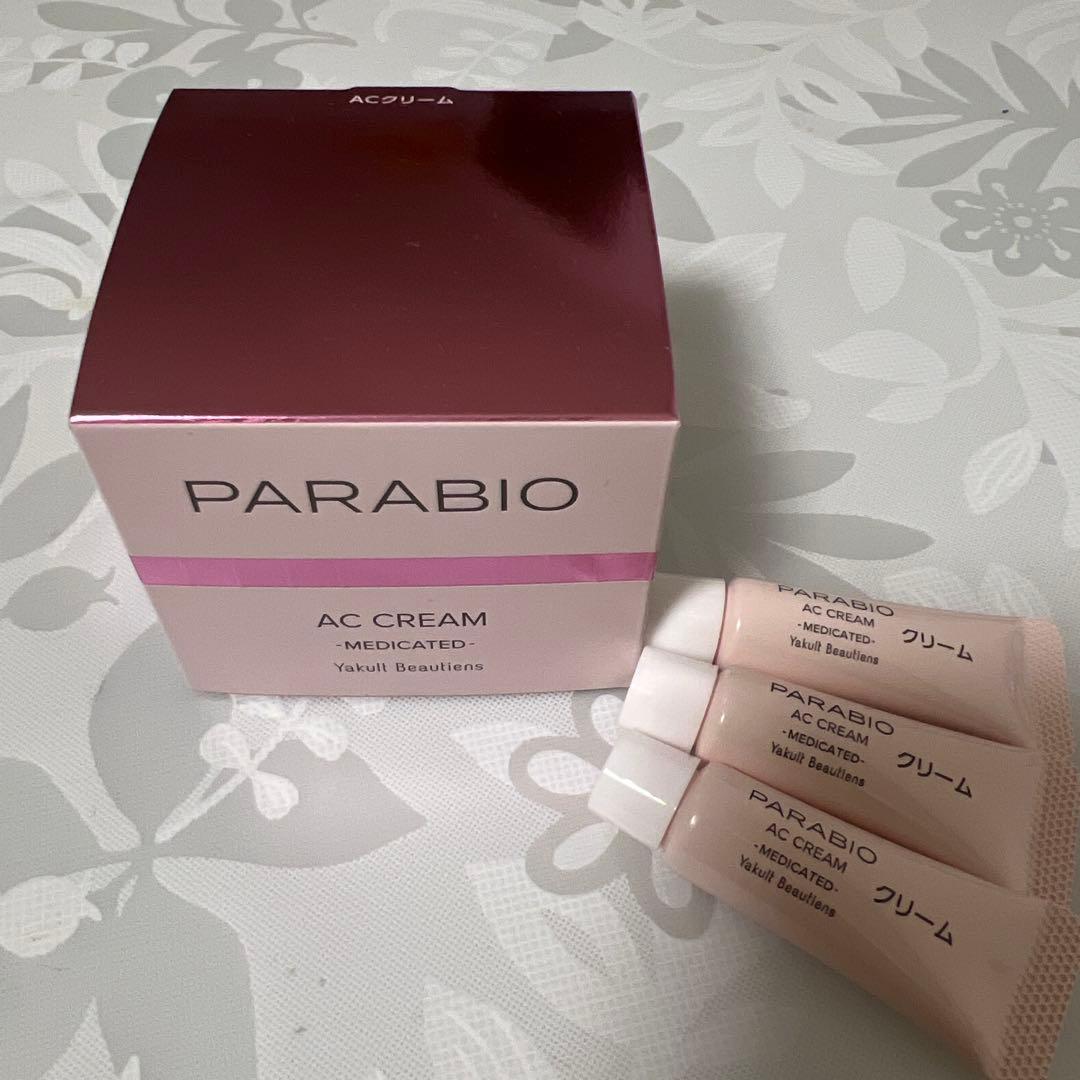 ACクリーム
PARABIO
AC CREAM
-MEDICATED-
Yakult Beautiens
PARABIO
AC CREAM
-MEDICATED-
Yakult Beautiens
クリーム
PARABIO
AC CREAM
-MEDICATED-
Yakult Beautiens
クリーム
PARABIO
AC CREAM
-MEDICATED-
Yakult Beautiens
クリーム